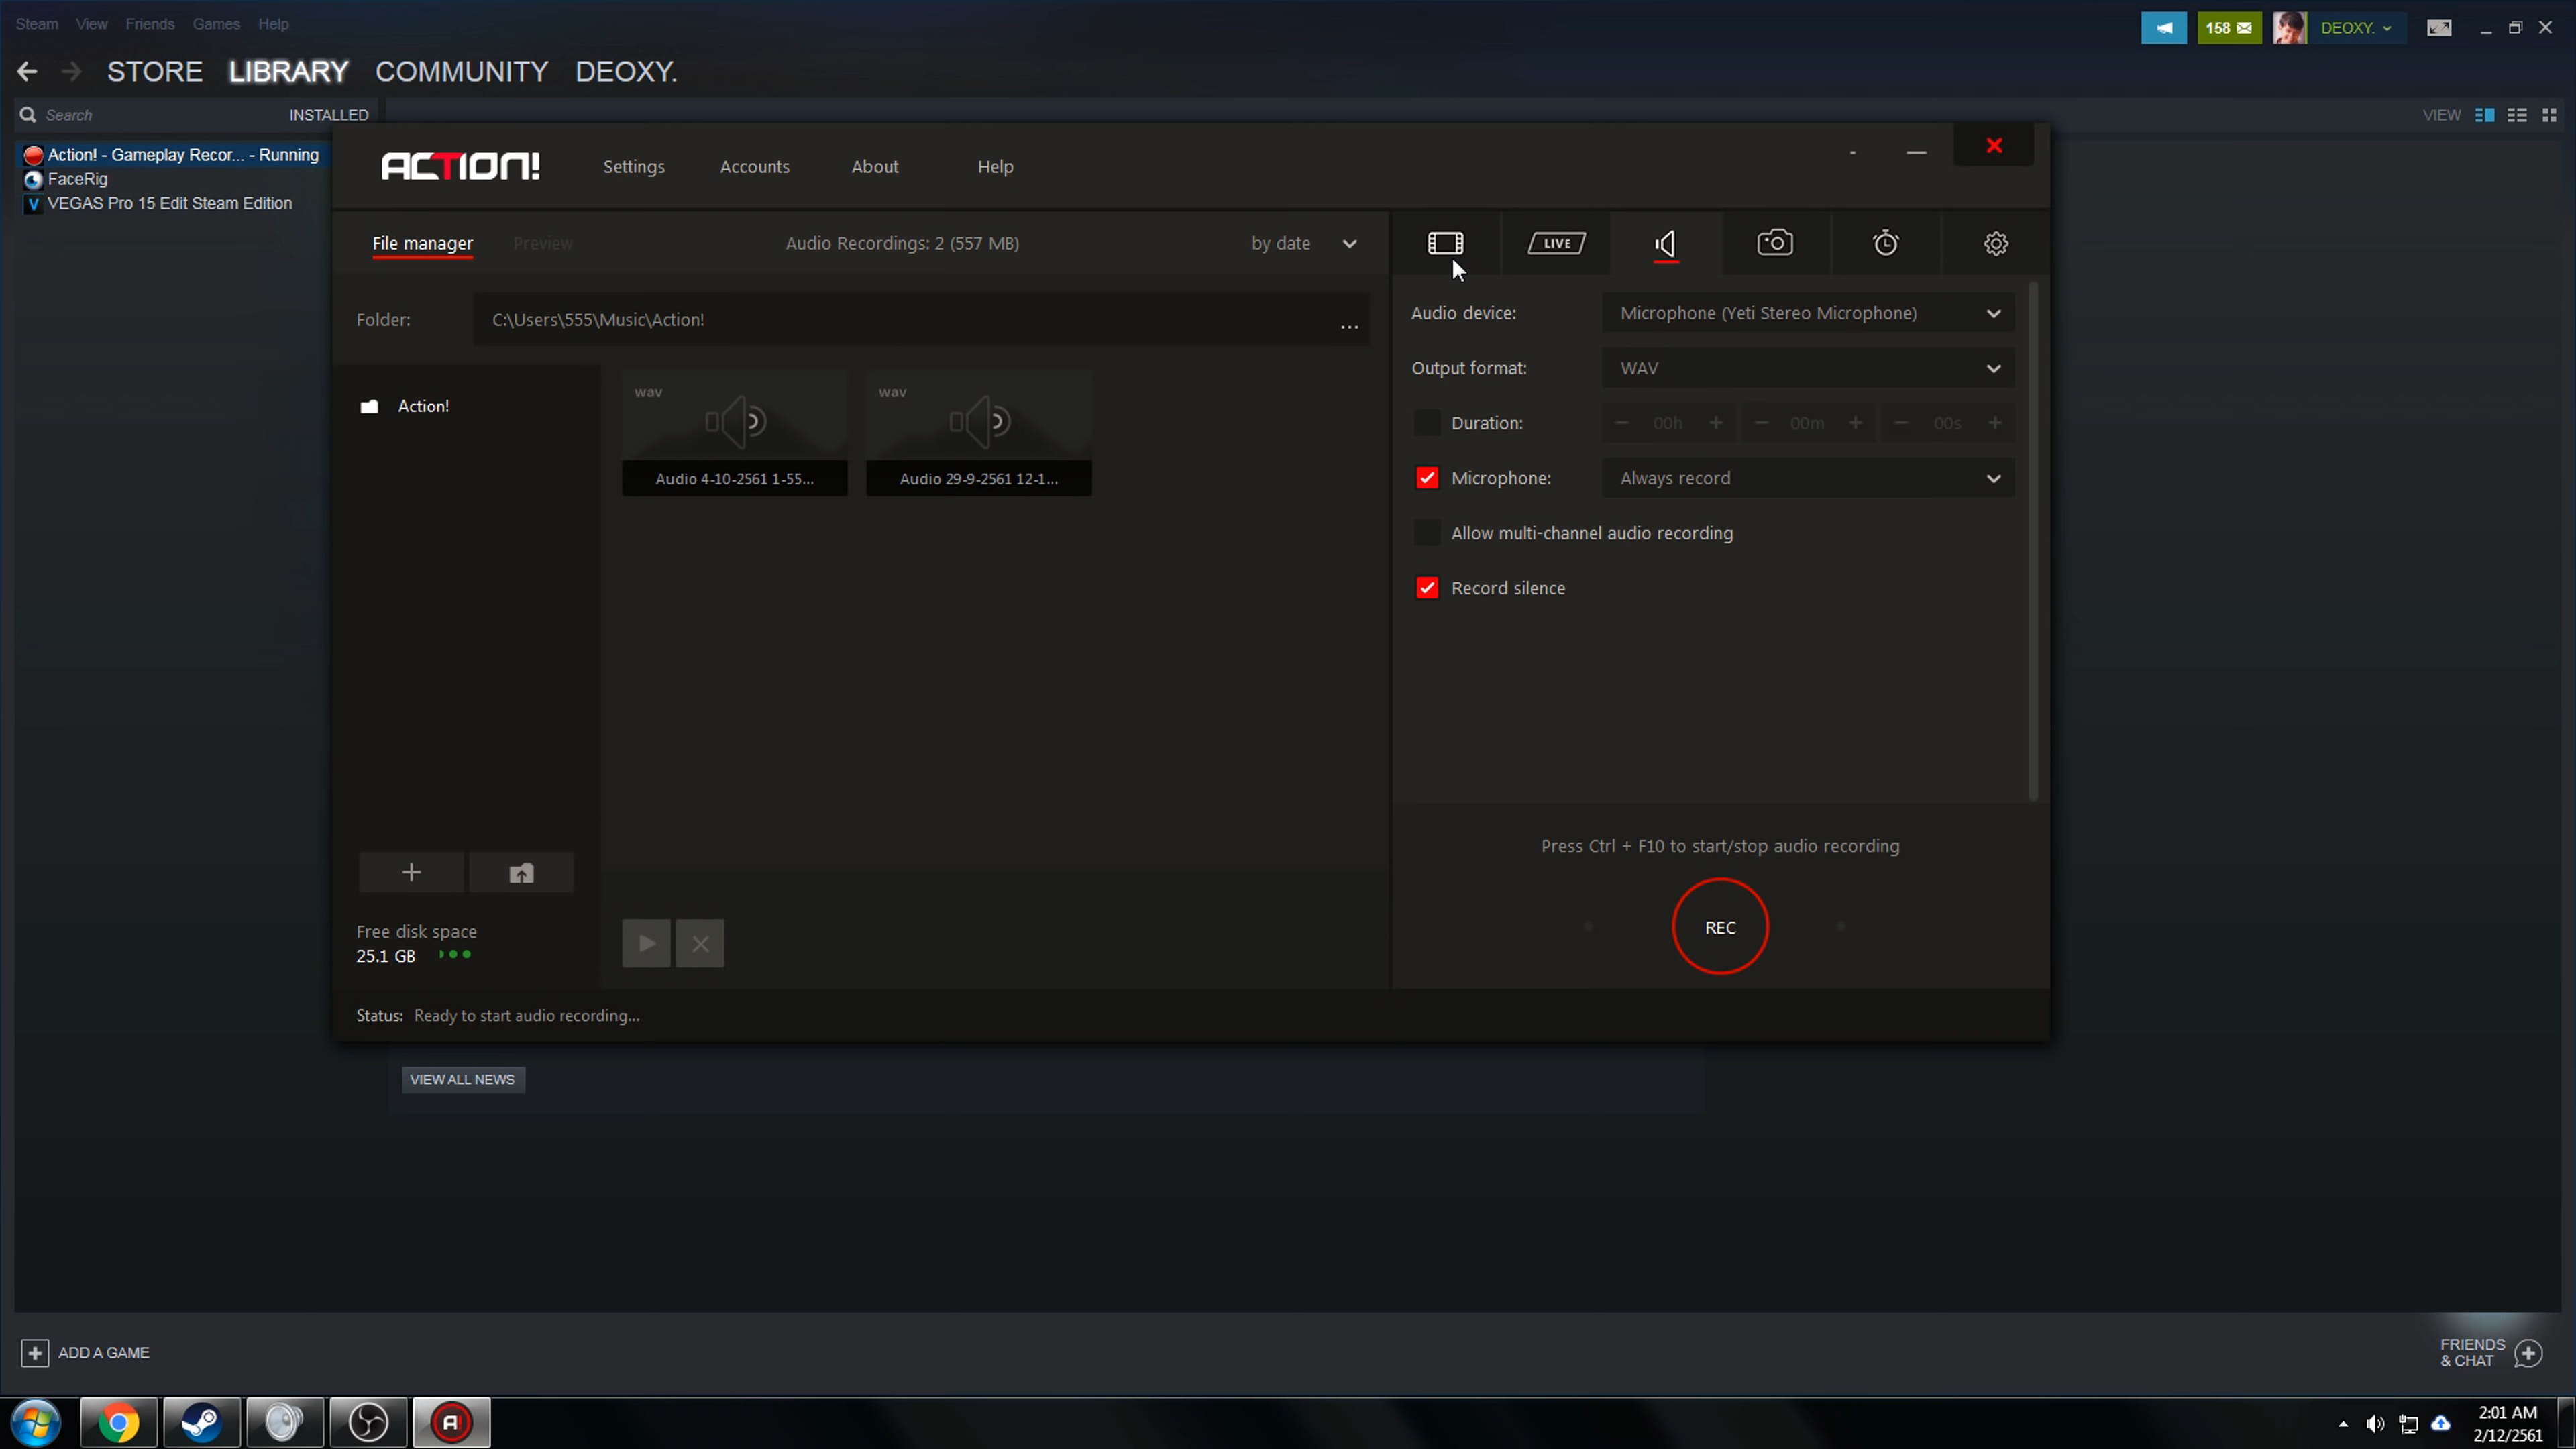 Steam View Friends Games Help
158
DEOXY.
STORE LIBRARY COMMUNITY DEOXY.
Search INSTALLED
VIEW
Action! - Gameplay Recor... - Running
FaceRig
VEGAS Pro 15 Edit Steam Edition
ACTION! Settings Accounts About Help
File manager Preview Audio Recordings: 2 (557 MB) by date
LIVE
Folder: C:\Users\555\Music\Action! ...
Action!
wav
Audio 4-10-2561 1-55...
wav
Audio 29-9-2561 12-1...
Free disk space
25.1 GB
Audio device: Microphone (Yeti Stereo Microphone)
Output format: WAV
Duration: − 00h + − 00m + − 00s +
Microphone: Always record
Allow multi-channel audio recording
Record silence
Press Ctrl + F10 to start/stop audio recording
REC
Status: Ready to start audio recording...
VIEW ALL NEWS
ADD A GAME
FRIENDS
& CHAT
A!
2:01 AM
2/12/2561